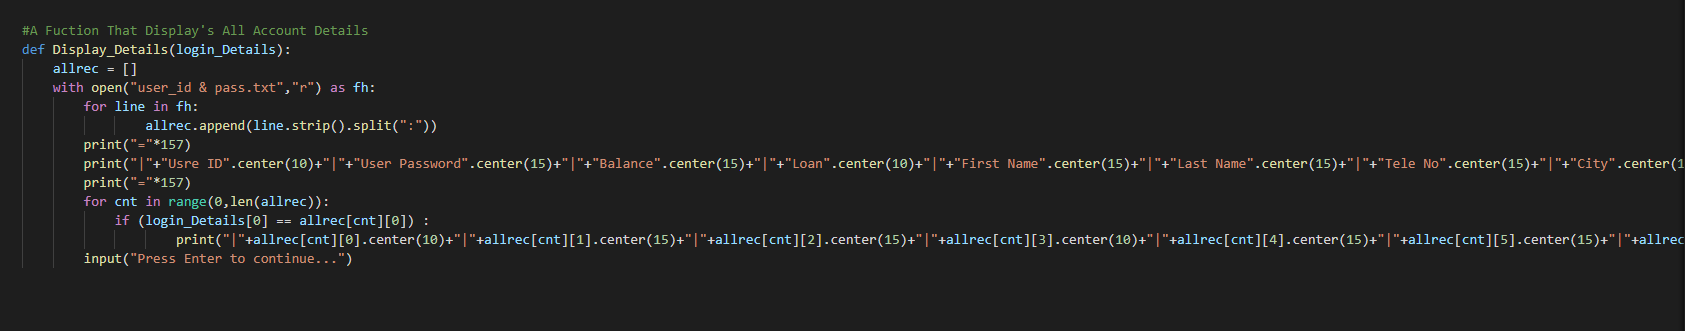 #A Fuction That Display's All Account Details
def Display_Details(login_Details):
    allrec = []
    with open("user_id & pass.txt","r") as fh:
        for line in fh:
                allrec.append(line.strip().split(":"))
        print("="*157)
        print("|"+"Usre ID".center(10)+"|"+"User Password".center(15)+"|"+"Balance".center(15)+"|"+"Loan".center(10)+"|"+"First Name".center(15)+"|"+"Last Name".center(15)+"|"+"Tele No".center(15)+"|"+"City".center(1
        print("="*157)
        for cnt in range(0,len(allrec)):
            if (login_Details[0] == allrec[cnt][0]) :
                    print("|"+allrec[cnt][0].center(10)+"|"+allrec[cnt][1].center(15)+"|"+allrec[cnt][2].center(15)+"|"+allrec[cnt][3].center(10)+"|"+allrec[cnt][4].center(15)+"|"+allrec[cnt][5].center(15)+"|"+allrec
        input("Press Enter to continue...")